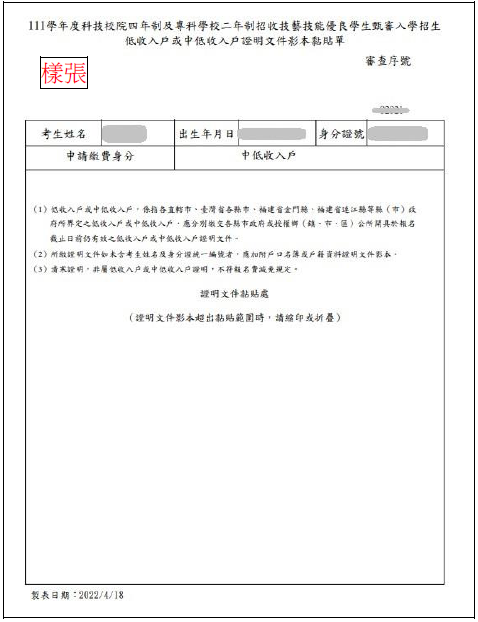 111學年度科技校院四年制及專科學校二年制招收技藝技能優良學生甄審入學招生
低收入戶或中低收入戶證明文件影本黏貼單
樣張
審查序號
考生姓名
出生年月日
身分證號
申請繳費身分
中低收入戶
(1) 低收入戶或中低收入戶，係指各直轄市、臺灣省各縣市、福建省金門縣、福建省連江縣等縣（市）政
府所界定之低收入戶或中低收入戶，應分別繳交各縣市政府或授權鄉（鎮、市、區）公所開具於報名
截止日前仍有效之低收入戶或中低收入戶證明文件。
(2) 所繳證明文件如未含考生姓名及身分證統一編號者，應加附戶口名簿或戶籍資料證明文件影本。
(3) 清寒證明，非屬低收入戶或中低收入戶證明，不符報名費減免規定。
證明文件黏貼處
（證明文件影本超出黏貼範圍時，請縮印或折疊）
製表日期：2022/4/18